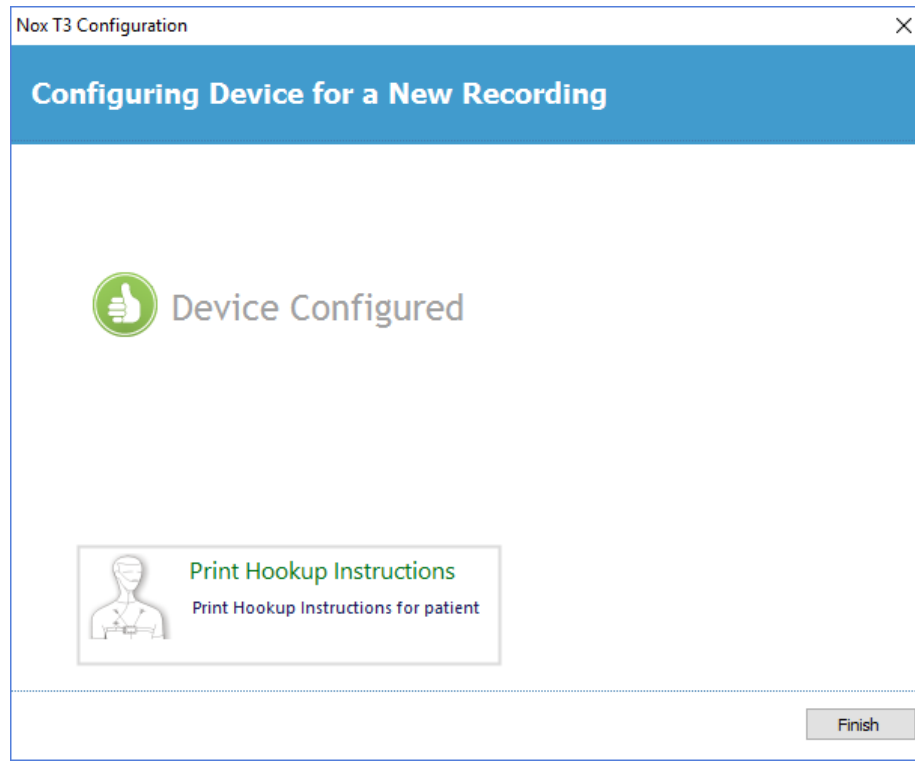 Nox T3 Configuration
Configuring Device for a New Recording
Device Configured
Print Hookup Instructions
Print Hookup Instructions for patient
Finish